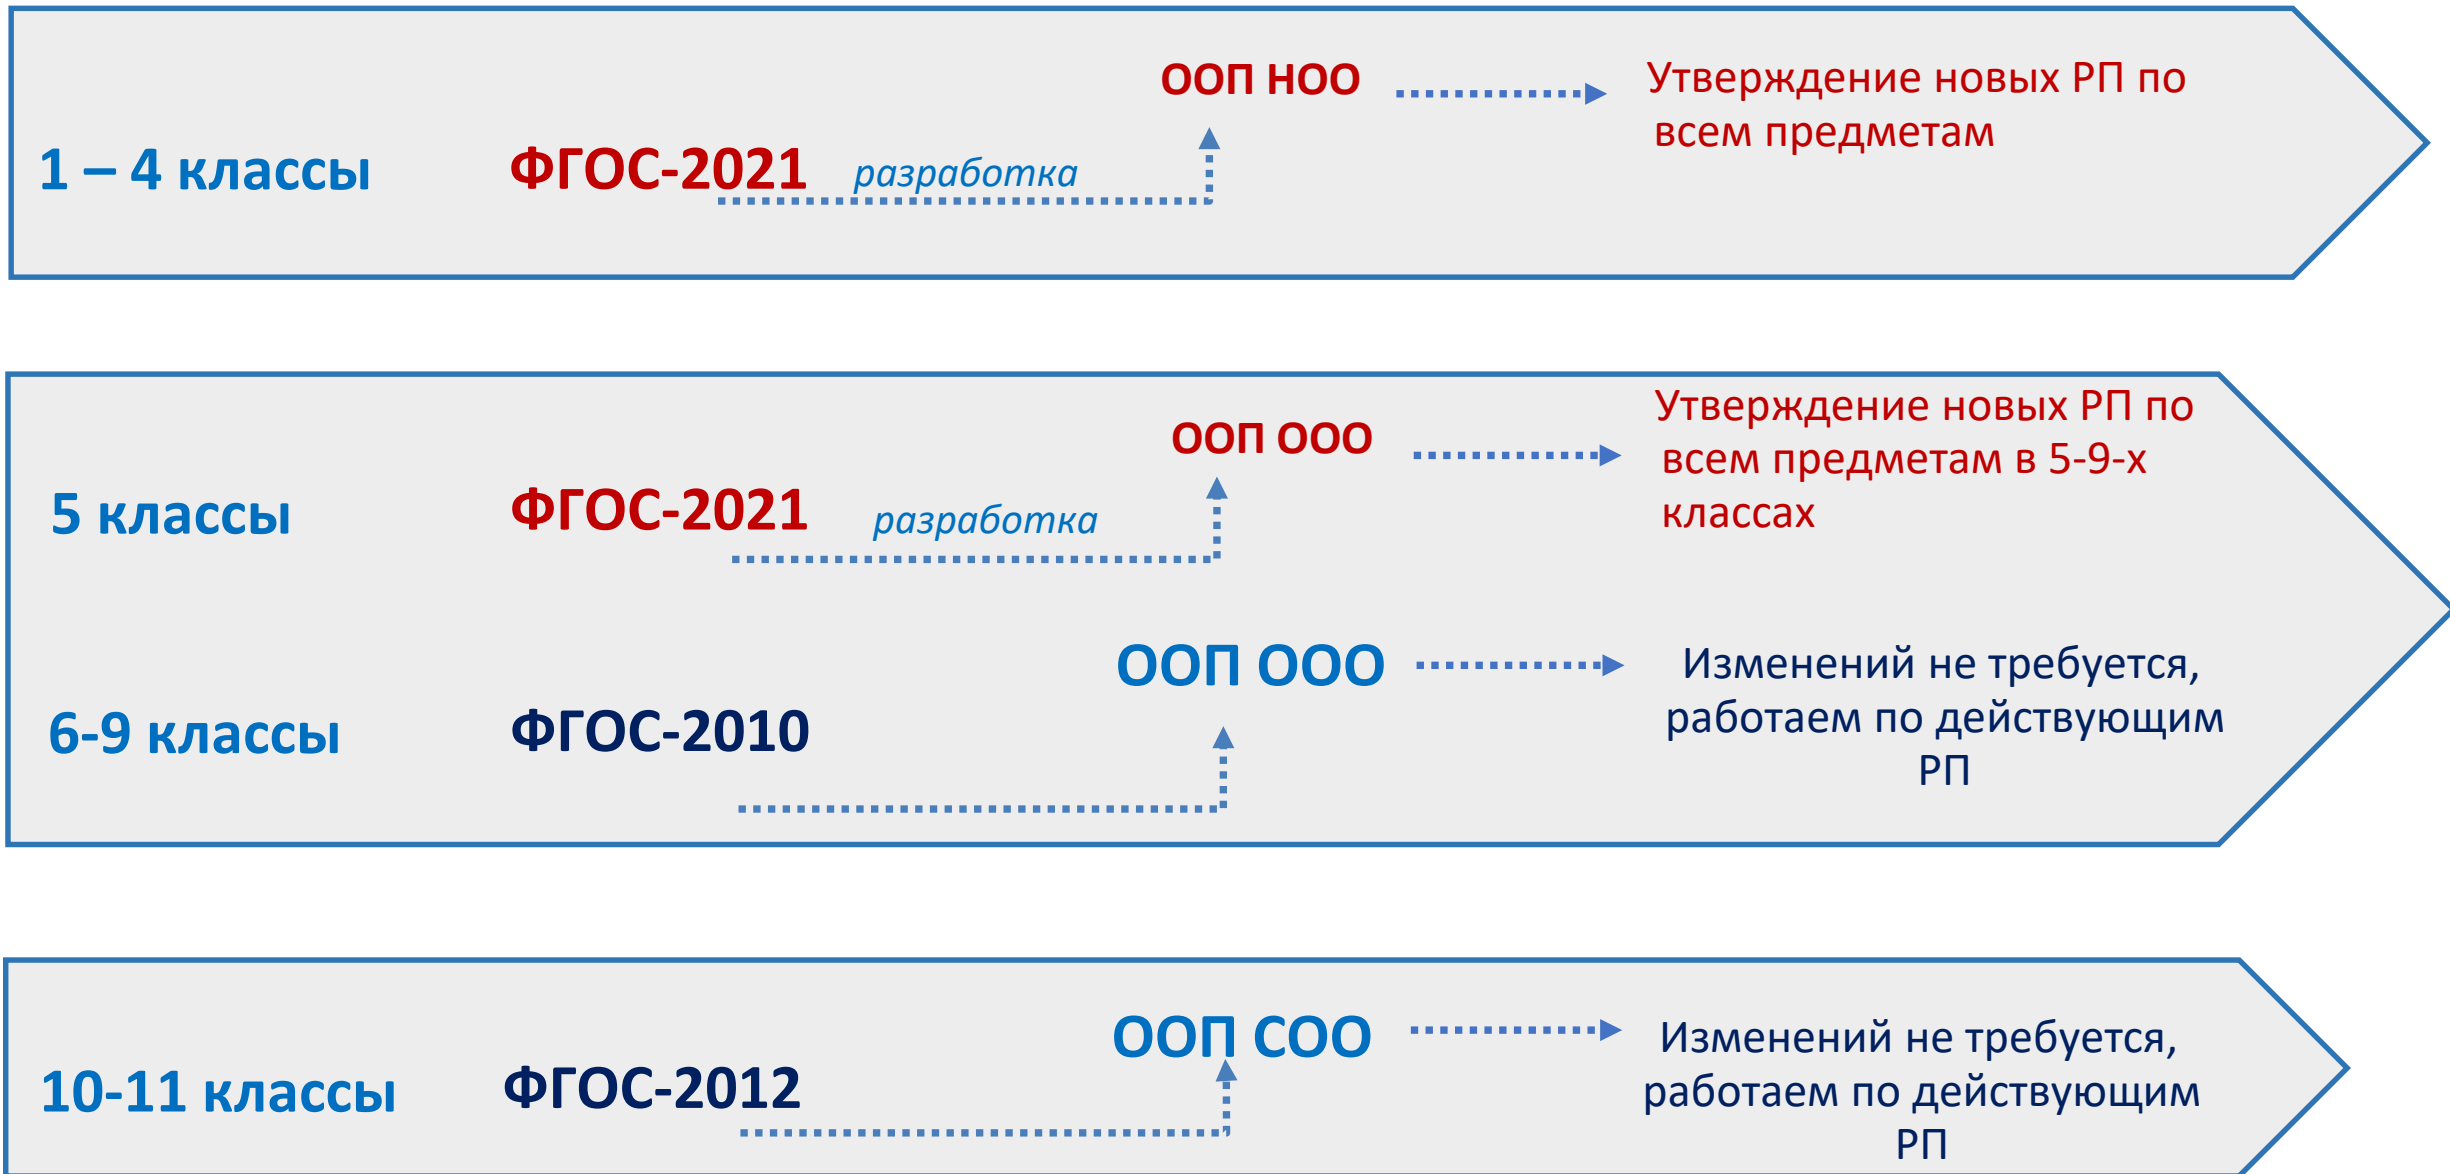 ООП НОО
Утверждение новых РП по
всем предметам
1 – 4 классы
ФГОС-2021
разработка
ООП ООО
Утверждение новых РП по
всем предметам в 5-9-х
классах
5 классы
ФГОС-2021
разработка
ООП ООО
Изменений не требуется,
работаем по действующим
РП
6-9 классы
ФГОС-2010
ООП СОО
Изменений не требуется,
работаем по действующим
РП
10-11 классы
ФГОС-2012